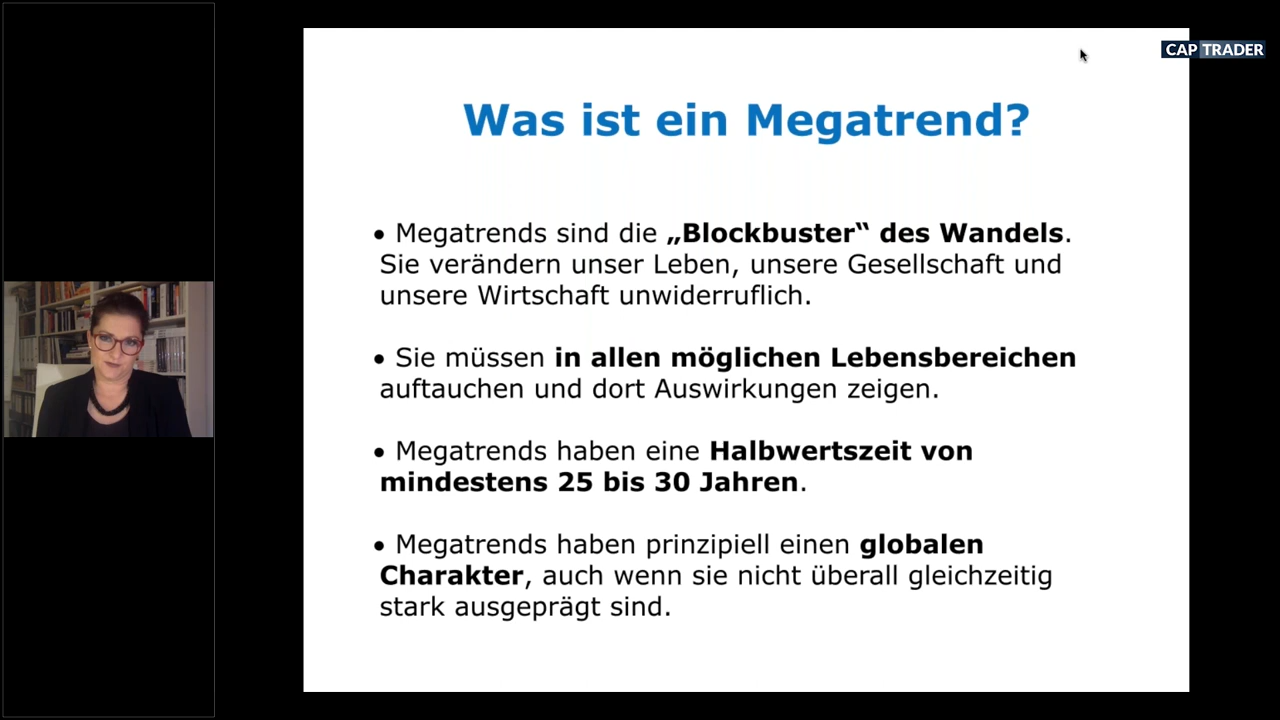 CAP TRADER
Was ist ein Megatrend?
• Megatrends sind die „Blockbuster‟ des Wandels.
Sie verändern unser Leben, unsere Gesellschaft und
unsere Wirtschaft unwiderruflich.
• Sie müssen in allen möglichen Lebensbereichen
auftauchen und dort Auswirkungen zeigen.
• Megatrends haben eine Halbwertszeit von
mindestens 25 bis 30 Jahren.
• Megatrends haben prinzipiell einen globalen
Charakter, auch wenn sie nicht überall gleichzeitig
stark ausgeprägt sind.